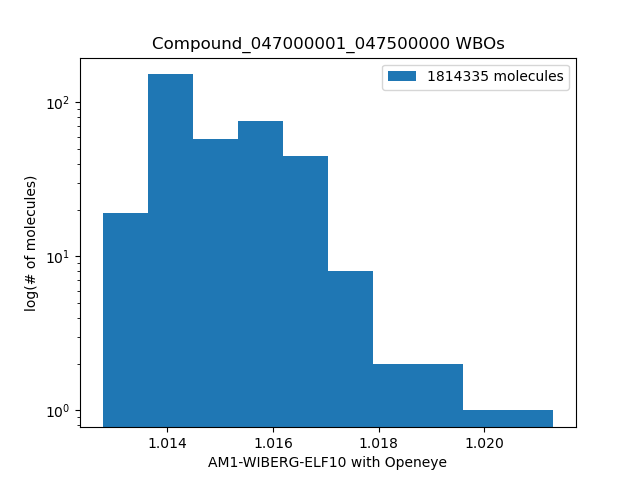 Compound_047000001_047500000 WBOs
1814335 molecules
log(# of molecules)
10²
10¹
10⁰
1.014 1.016 1.018 1.020
AM1-WIBERG-ELF10 with Openeye